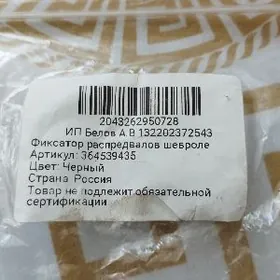 2043262950728
ИП Белов А.В 132202372543
Фиксатор распредвалов шевроле
Артикул: 364539435
Цвет: Черный
Страна: Россия
Товар не подлежит обязательной
сертификации